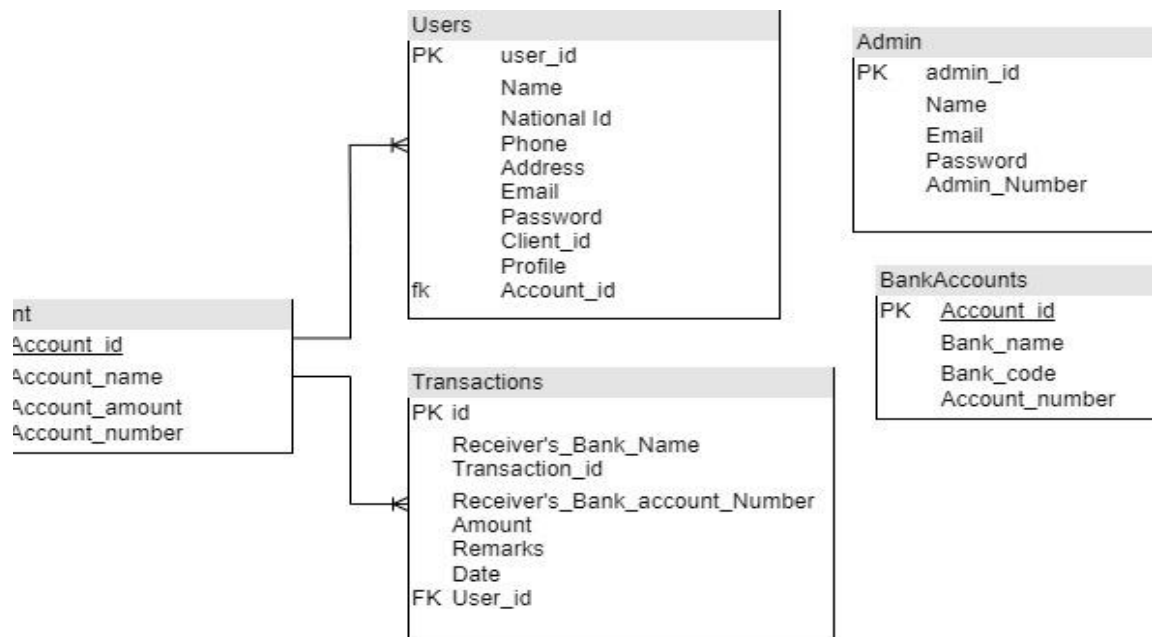 Users
PK user_id
Name
National Id
Phone
Address
Email
Password
Client_id
Profile
fk Account_id
Admin
PK admin_id
Name
Email
Password
Admin_Number
BankAccounts
PK Account_id
Bank_name
Bank_code
Account_number
nt
Account_id
Account_name
Account_amount
Account_number
Transactions
PK id
Receiver's_Bank_Name
Transaction_id
Receiver's_Bank_account_Number
Amount
Remarks
Date
FK User_id